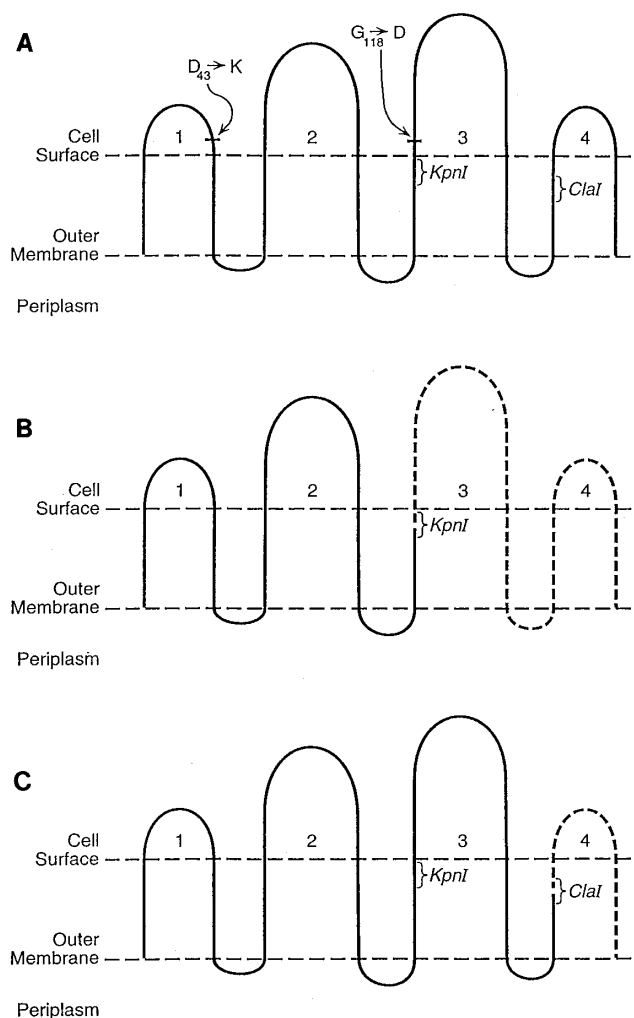 A
D43→ K
G118→ D
Cell
Surface
1
2
3
4
}KpnI
}ClaI
Outer
Membrane
Periplasm
B
Cell
Surface
1
2
3
4
}KpnI
Outer
Membrane
Periplasm
C
Cell
Surface
1
2
3
4
}KpnI
}ClaI
Outer
Membrane
Periplasm